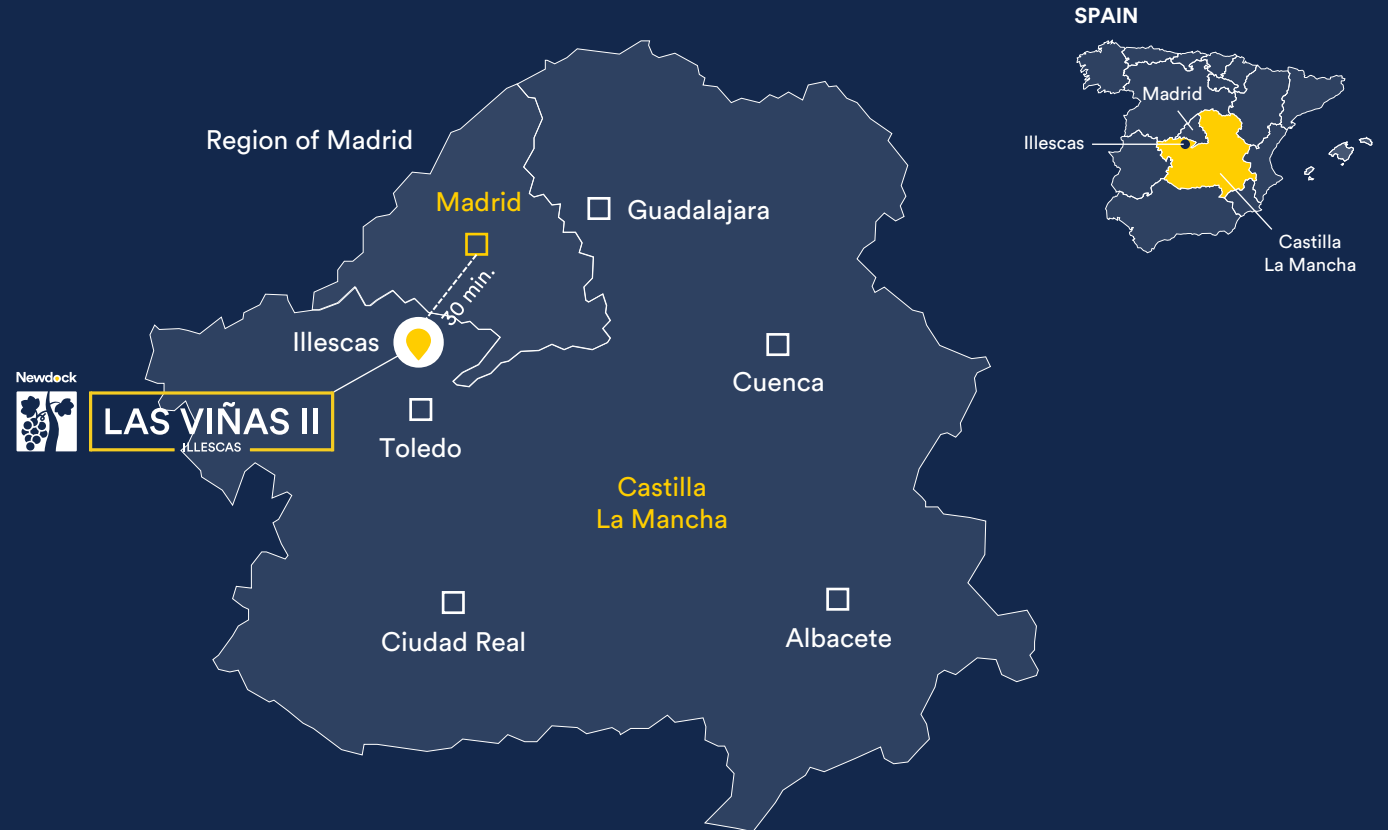 SPAIN
Madrid
Illescas
Castilla
La Mancha
Region of Madrid
Madrid
Guadalajara
30 min.
Illescas
Cuenca
Newdock
LAS VIÑAS II
ILLESCAS
Toledo
Castilla
La Mancha
Ciudad Real
Albacete